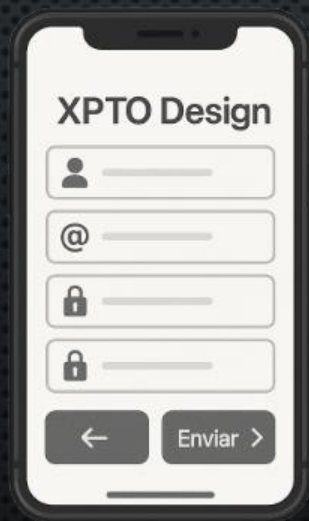 XPTO Design
@
← Enviar >